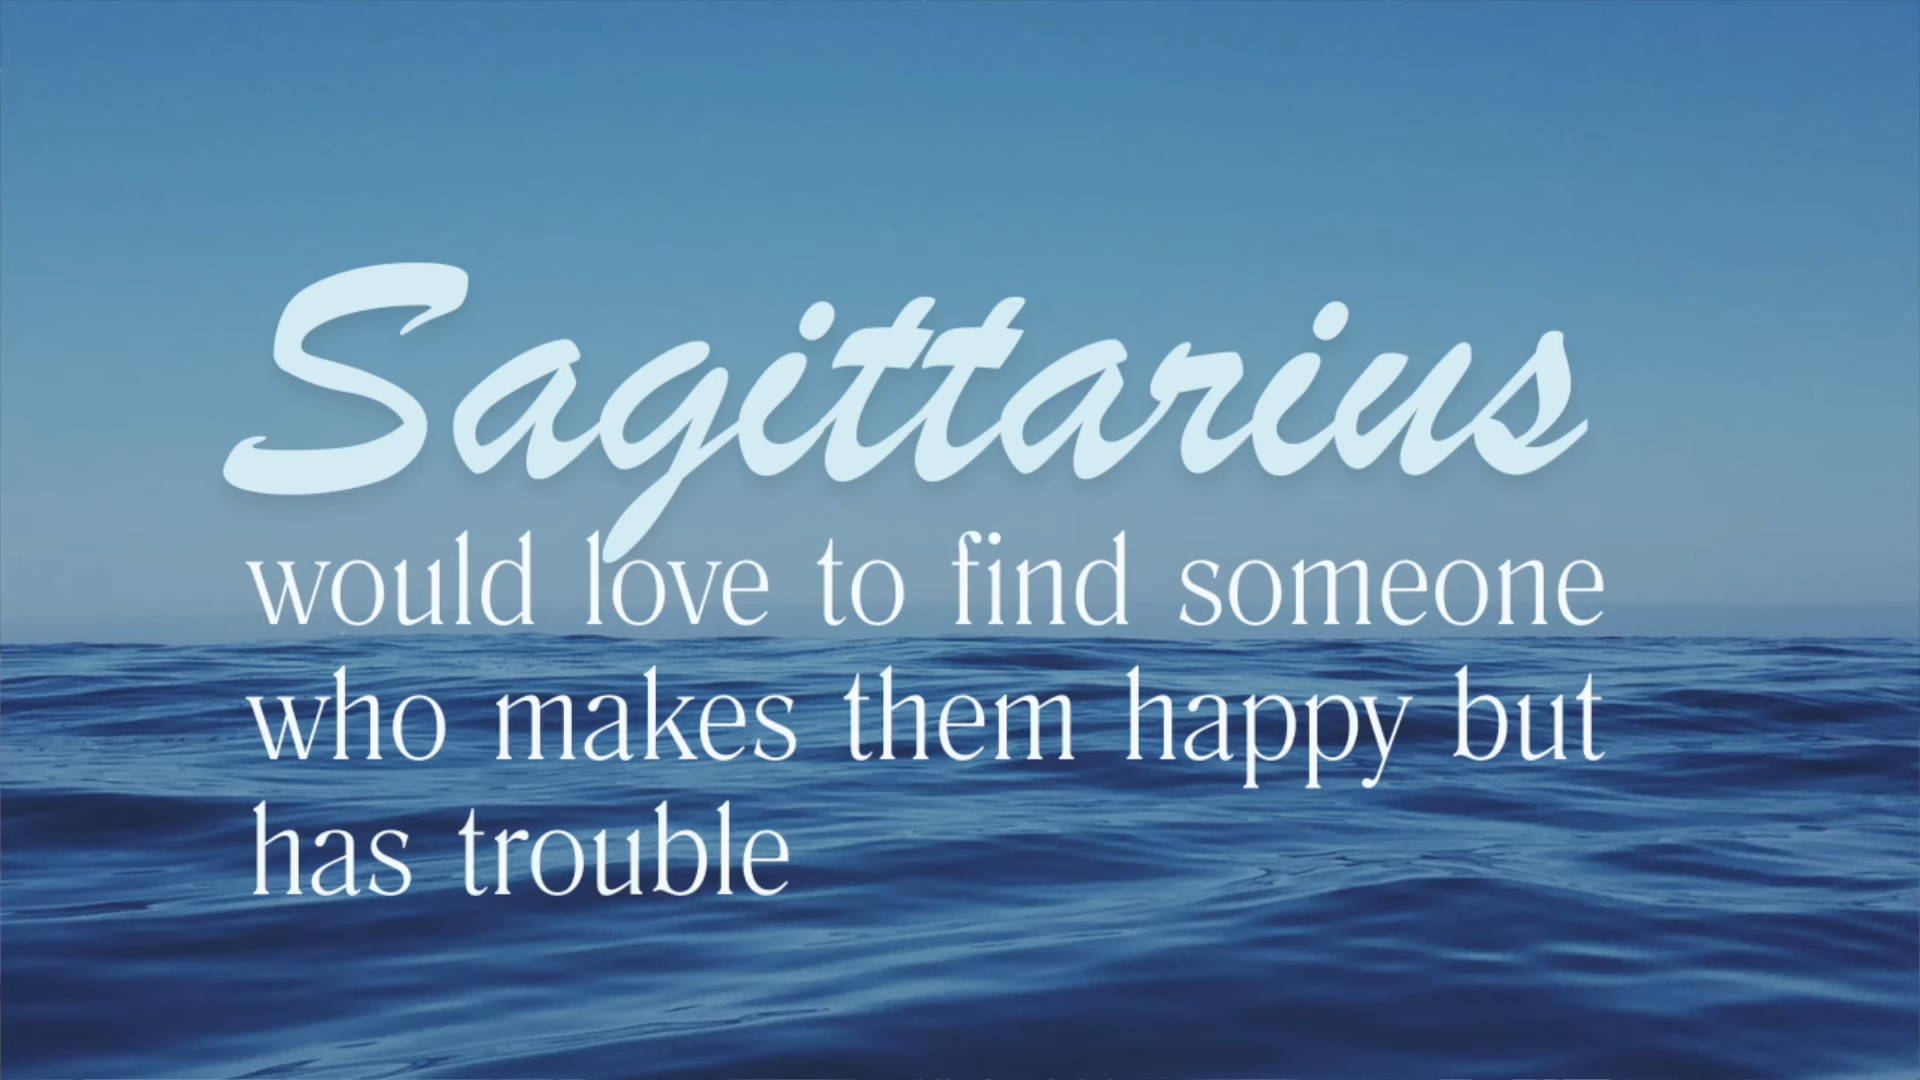 Sagittarius
would love to find someone
who makes them happy but
has trouble